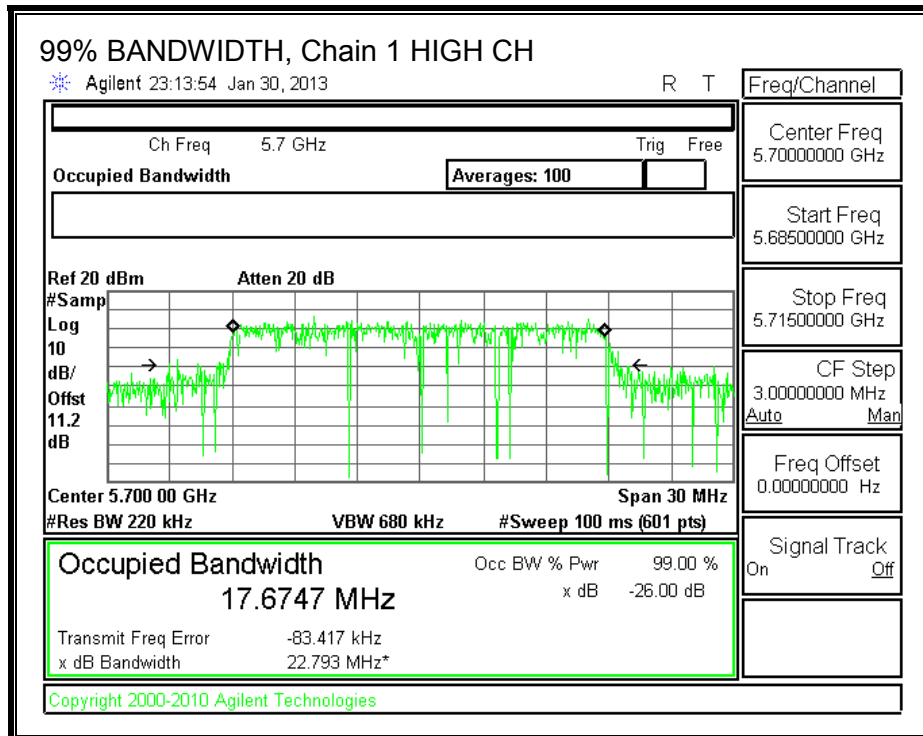 99% BANDWIDTH, Chain 1 HIGH CH
Agilent 23:13:54 Jan 30, 2013 R T
Ch Freq 5.7 GHz Trig Free
Occupied Bandwidth Averages: 100
Ref 20 dBm Atten 20 dB
#Samp
Log
10
dB/
Offst
11.2
dB
Center 5.700 00 GHz Span 30 MHz
#Res BW 220 kHz VBW 680 kHz #Sweep 100 ms (601 pts)
Occupied Bandwidth Occ BW % Pwr 99.00 %
17.6747 MHz x dB -26.00 dB
Transmit Freq Error -83.417 kHz
x dB Bandwidth 22.793 MHz*
Copyright 2000-2010 Agilent Technologies
Freq/Channel
Center Freq
5.70000000 GHz
Start Freq
5.68500000 GHz
Stop Freq
5.71500000 GHz
CF Step
3.00000000 MHz
Auto Man
Freq Offset
0.00000000 Hz
Signal Track
On Off